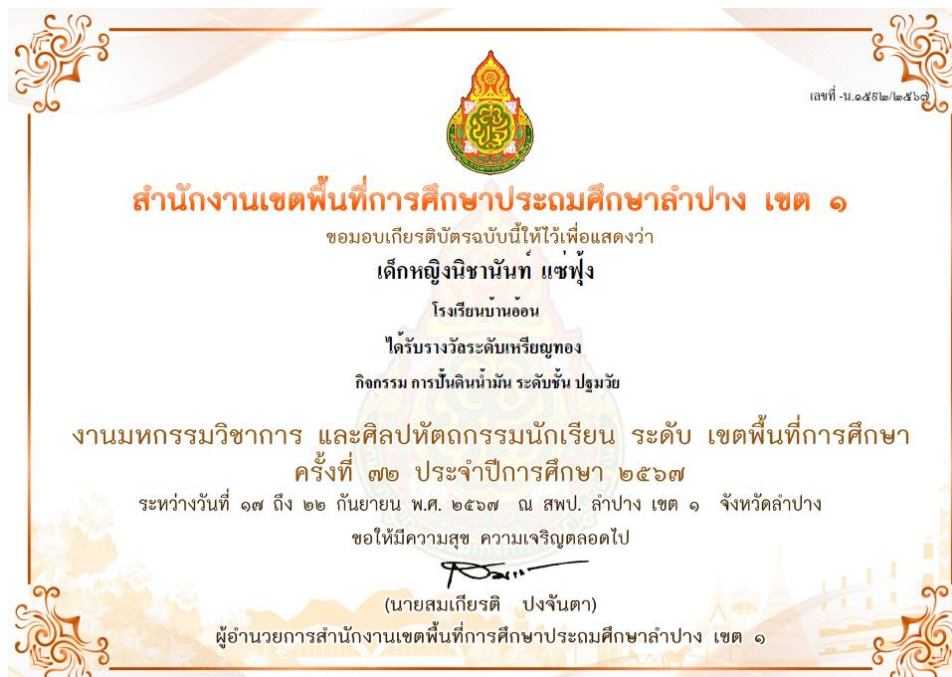 เลขที่ -น.๑๕๕๒/๒๕๖๗
สำนักงานเขตพื้นที่การศึกษาประถมศึกษาลำปาง เขต ๑
ขอมอบเกียรติบัตรฉบับนี้ให้ไว้เพื่อแสดงว่า
เด็กหญิงนิชานันท์ แซ่ฟุ้ง
โรงเรียนบ้านอ้อน
ได้รับรางวัลระดับเหรียญทอง
กิจกรรม การปั้นดินน้ำมัน ระดับชั้น ปฐมวัย
งานมหกรรมวิชาการ และศิลปหัตถกรรมนักเรียน ระดับ เขตพื้นที่การศึกษา
ครั้งที่ ๗๒ ประจำปีการศึกษา ๒๕๖๗
ระหว่างวันที่ ๑๗ ถึง ๒๒ กันยายน พ.ศ. ๒๕๖๗ ณ สพป. ลำปาง เขต ๑ จังหวัดลำปาง
ขอให้มีความสุข ความเจริญตลอดไป
(นายสมเกียรติ ปงจันตา)
ผู้อำนวยการสำนักงานเขตพื้นที่การศึกษาประถมศึกษาลำปาง เขต ๑